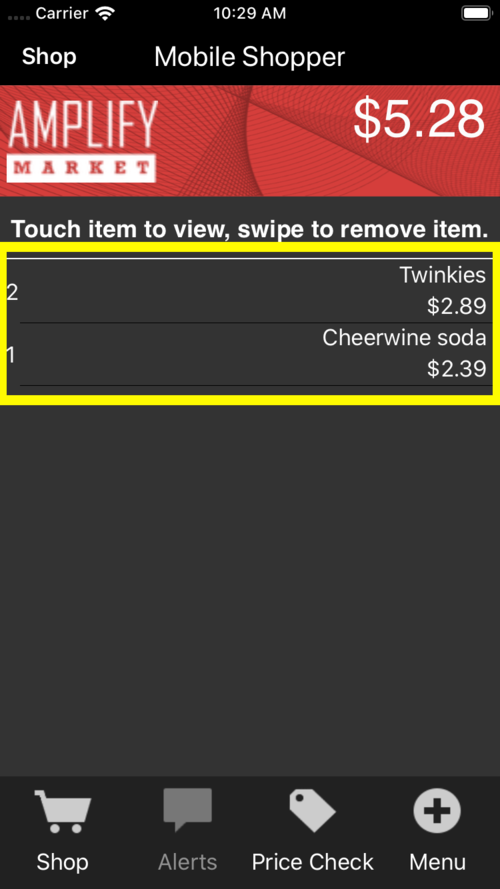 Carrier 10:29 AM
Shop Mobile Shopper
AMPLIFY
MARKET
$5.28
Touch item to view, swipe to remove item.
2 Twinkies
$2.89
1 Cheerwine soda
$2.39
Shop Alerts Price Check Menu